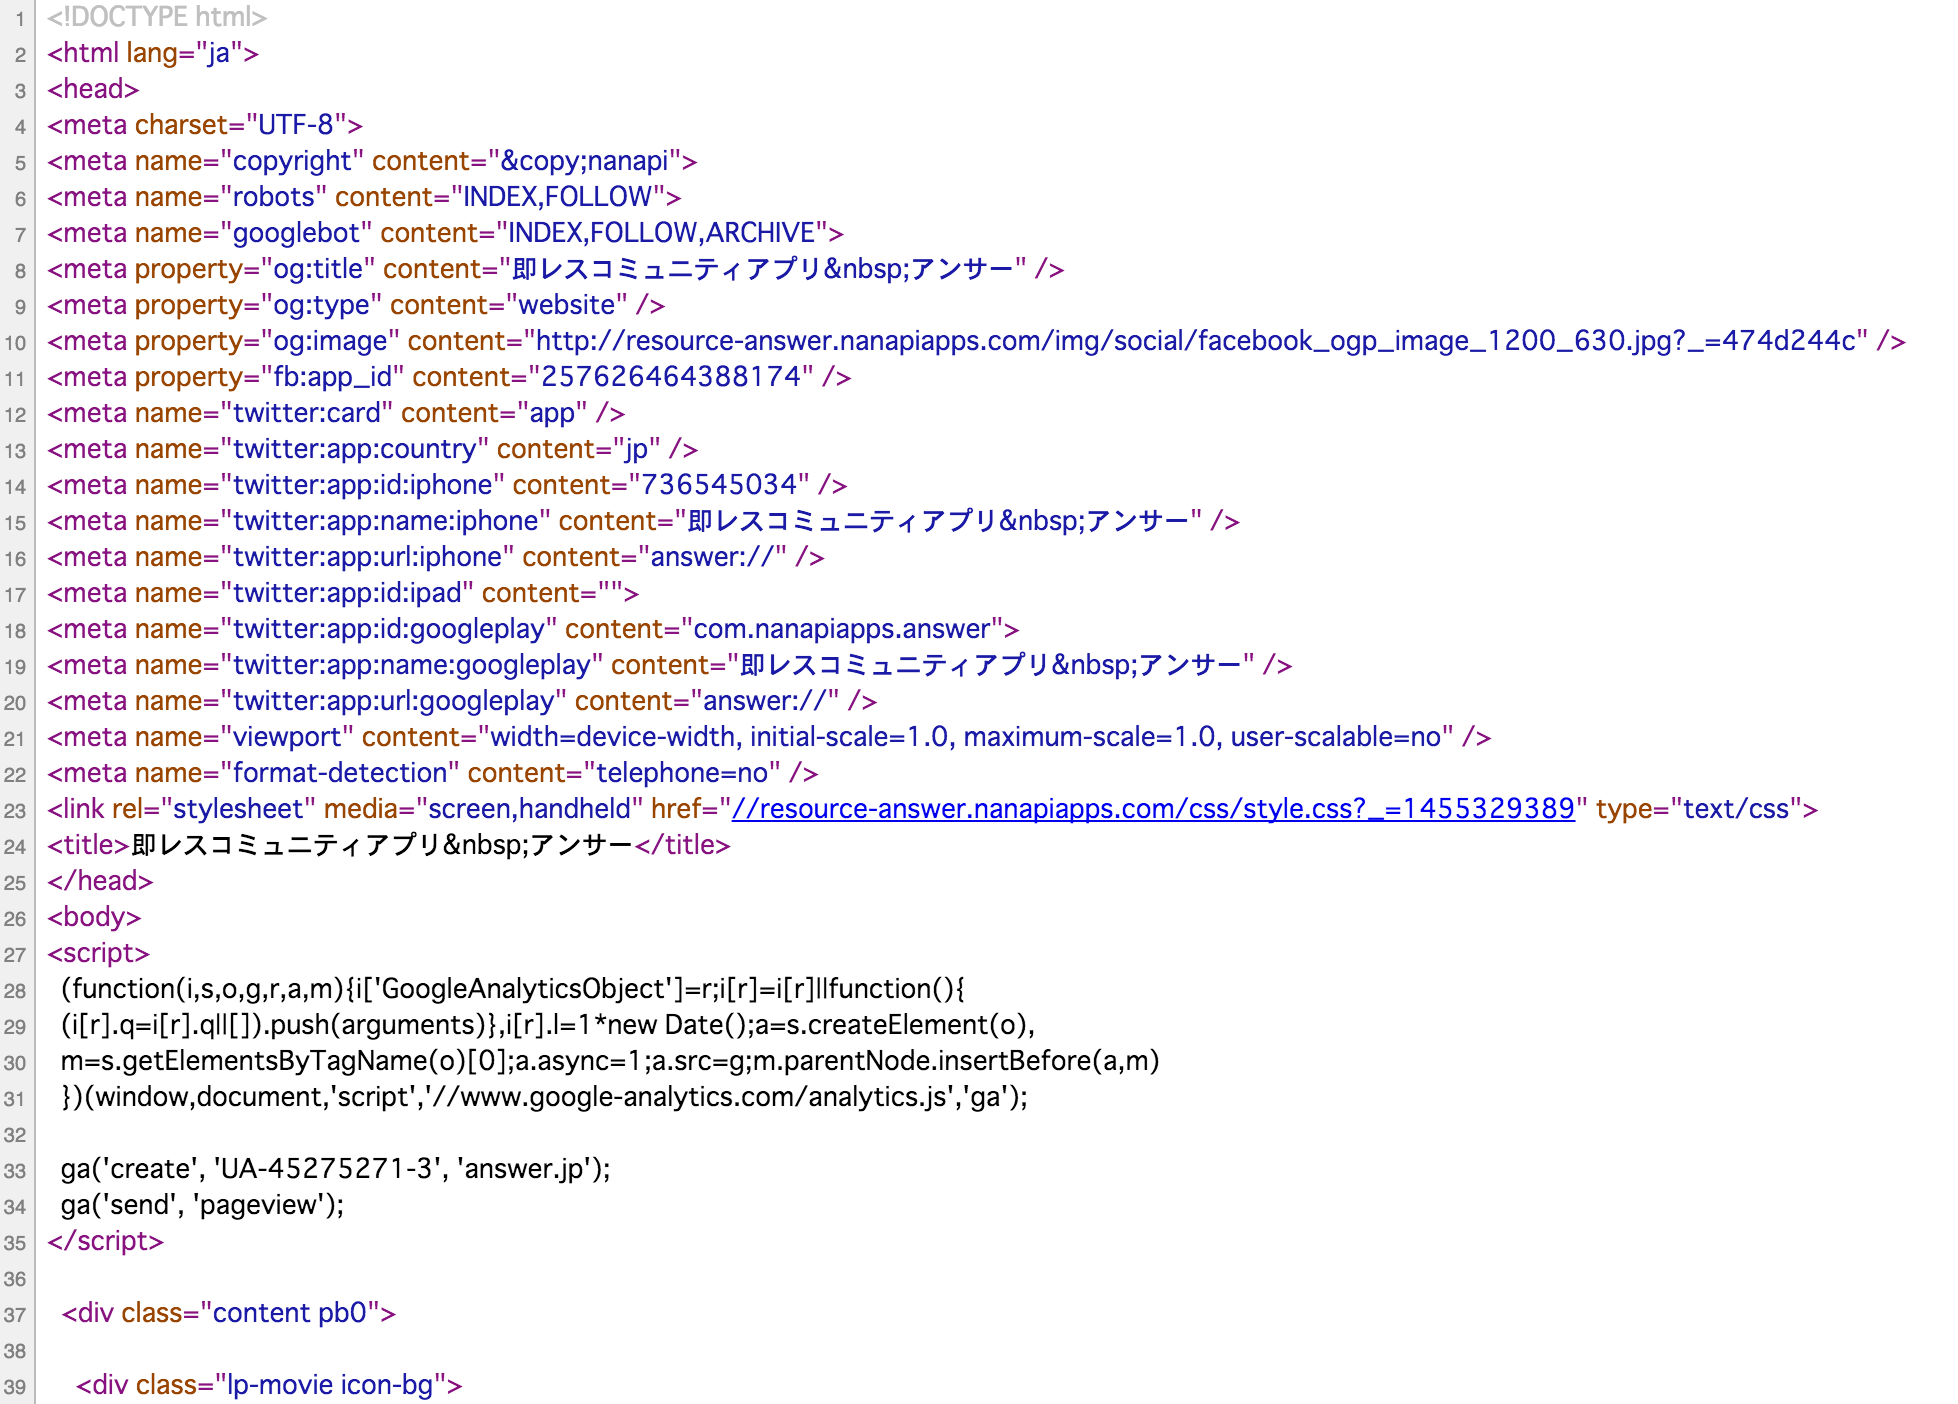 1 <!DOCTYPE html>
2 <html lang="ja">
3 <head>
4 <meta charset="UTF-8">
5 <meta name="copyright" content="&copy;nanapi">
6 <meta name="robots" content="INDEX,FOLLOW">
7 <meta name="googlebot" content="INDEX,FOLLOW,ARCHIVE">
8 <meta property="og:title" content="即レスコミュニティアプリ&nbsp;アンサー" />
9 <meta property="og:type" content="website" />
10 <meta property="og:image" content="http://resource-answer.nanapiapps.com/img/social/facebook_ogp_image_1200_630.jpg?_=474d244c" />
11 <meta property="fb:app_id" content="257626464388174" />
12 <meta name="twitter:card" content="app" />
13 <meta name="twitter:app:country" content="jp" />
14 <meta name="twitter:app:id:iphone" content="736545034" />
15 <meta name="twitter:app:name:iphone" content="即レスコミュニティアプリ&nbsp;アンサー" />
16 <meta name="twitter:app:url:iphone" content="answer://" />
17 <meta name="twitter:app:id:ipad" content="">
18 <meta name="twitter:app:id:googleplay" content="com.nanapiapps.answer">
19 <meta name="twitter:app:name:googleplay" content="即レスコミュニティアプリ&nbsp;アンサー" />
20 <meta name="twitter:app:url:googleplay" content="answer://" />
21 <meta name="viewport" content="width=device-width, initial-scale=1.0, maximum-scale=1.0, user-scalable=no" />
22 <meta name="format-detection" content="telephone=no" />
23 <link rel="stylesheet" media="screen,handheld" href="//resource-answer.nanapiapps.com/css/style.css?_=1455329389" type="text/css">
24 <title>即レスコミュニティアプリ&nbsp;アンサー</title>
25 </head>
26 <body>
27 <script>
28 (function(i,s,o,g,r,a,m){i['GoogleAnalyticsObject']=r;i[r]=i[r]||function(){
29 (i[r].q=i[r].q||[]).push(arguments)},i[r].l=1*new Date();a=s.createElement(o),
30 m=s.getElementsByTagName(o)[0];a.async=1;a.src=g;m.parentNode.insertBefore(a,m)
31 })(window,document,'script','//www.google-analytics.com/analytics.js','ga');
32
33 ga('create', 'UA-45275271-3', 'answer.jp');
34 ga('send', 'pageview');
35 </script>
36
37 <div class="content pb0">
38
39 <div class="lp-movie icon-bg">